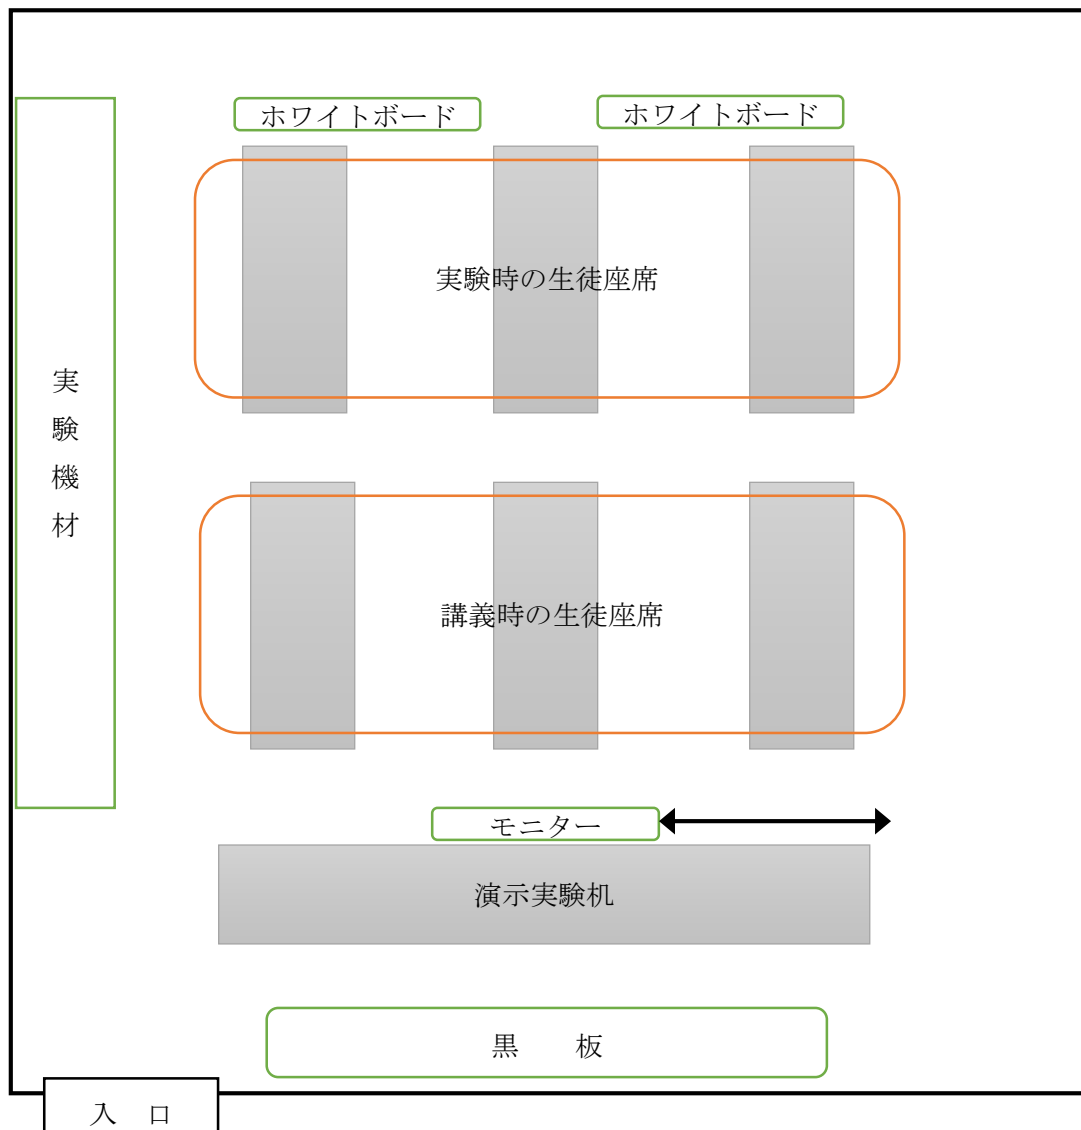 ホワイトボード
ホワイトボード
実験時の生徒座席
実験機材
講義時の生徒座席
モニター
演示実験机
黒　板
入　口